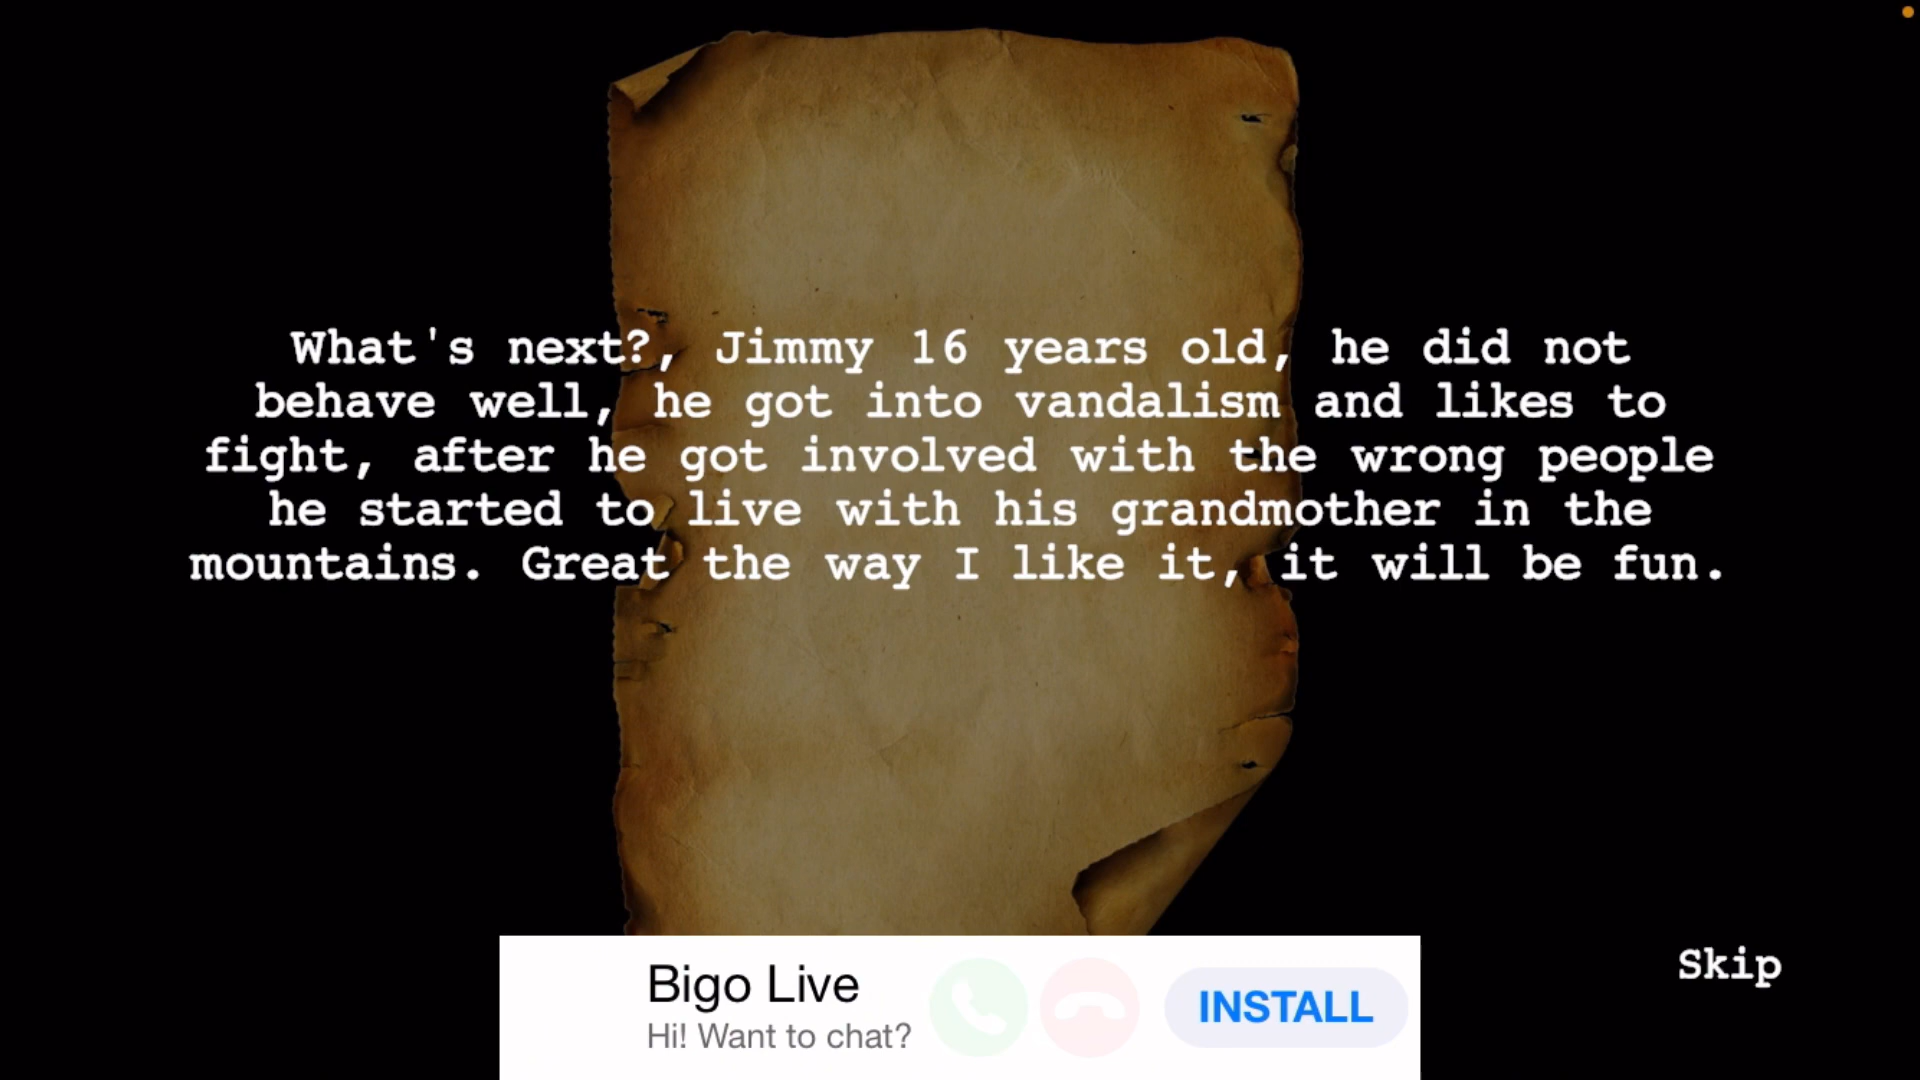 What's next?, Jimmy 16 years old, he did not
behave well, he got into vandalism and likes to
fight, after he got involved with the wrong people
he started to live with his grandmother in the
mountains. Great the way I like it, it will be fun.
Skip
Bigo Live
Hi! Want to chat?
INSTALL